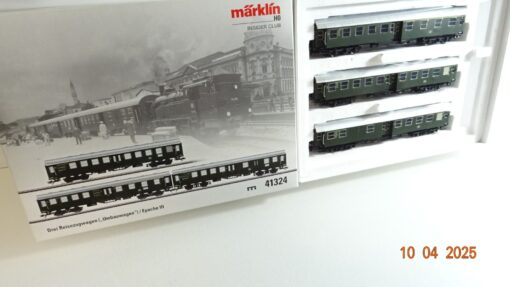 märklin
H0
INSIDER CLUB
41324
Drei Reisezugwagen („Umbauwagen“) / Epoche III
10 04 2025